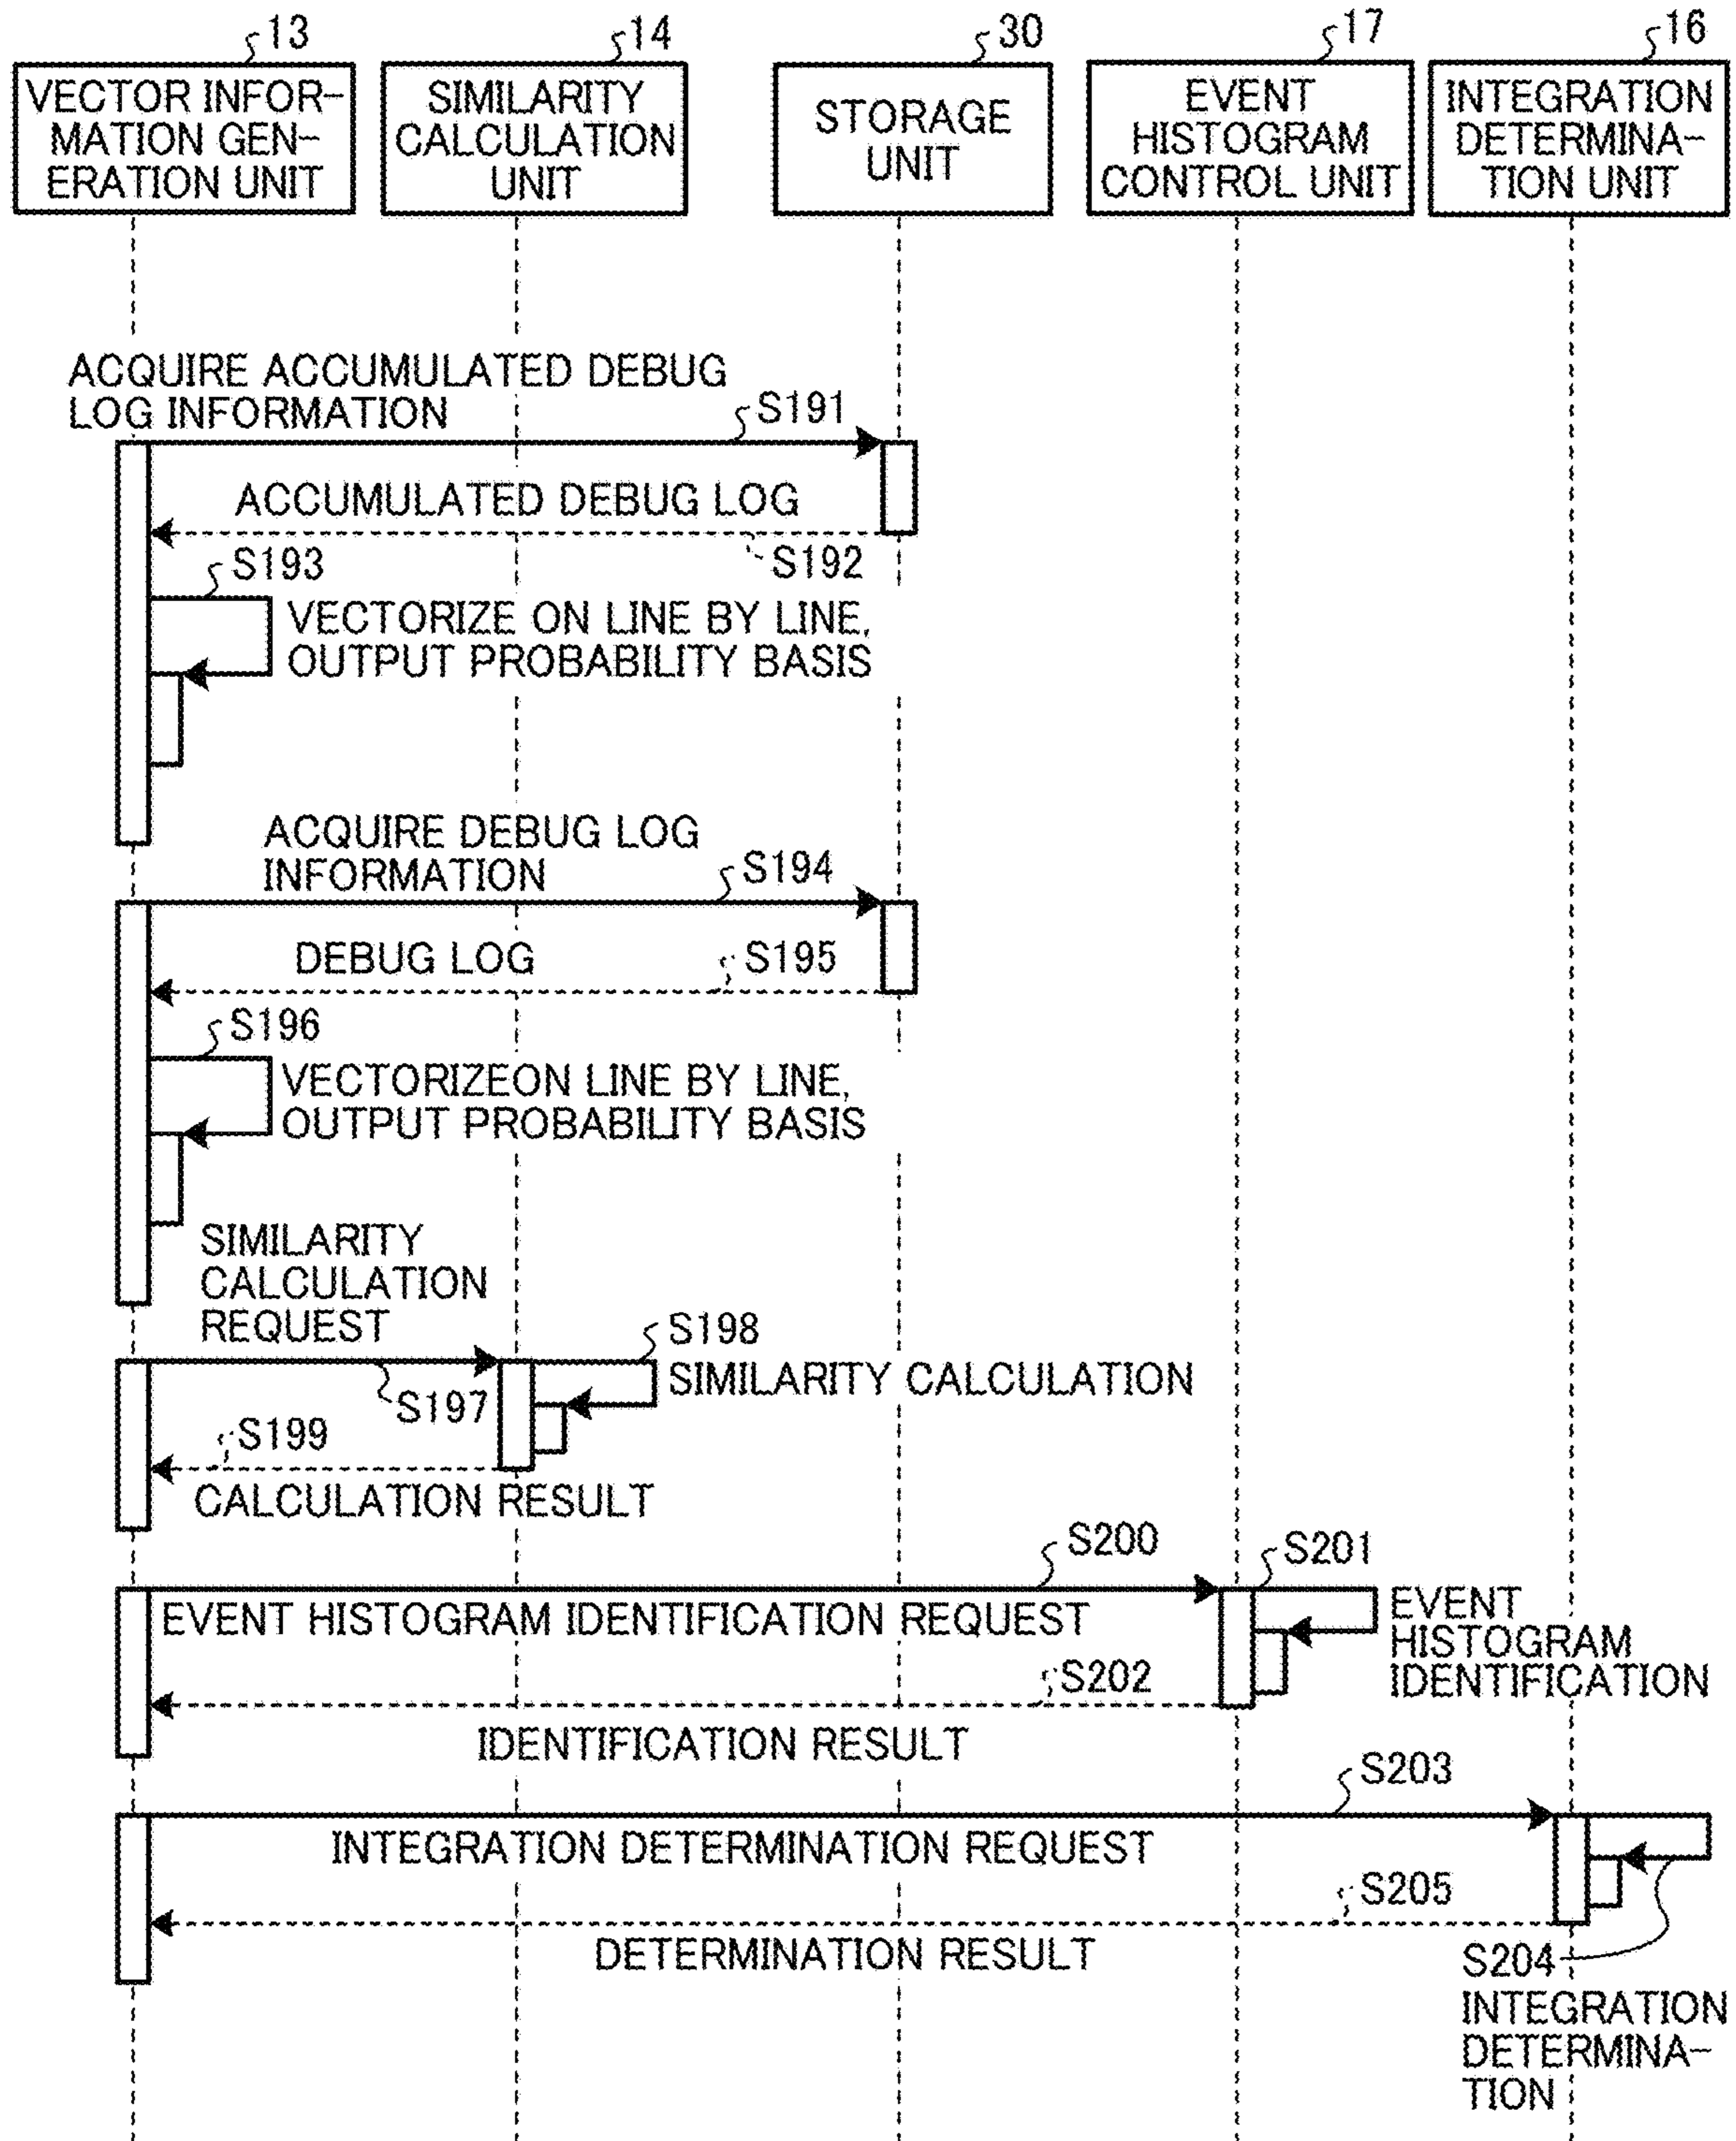 13
VECTOR INFOR-
MATION GEN-
ERATION UNIT
14
SIMILARITY
CALCULATION
UNIT
30
STORAGE
UNIT
17
EVENT
HISTOGRAM
CONTROL UNIT
16
INTEGRATION
DETERMINA-
TION UNIT
ACQUIRE ACCUMULATED DEBUG
LOG INFORMATION
S191
ACCUMULATED DEBUG LOG
S192
S193
VECTORIZE ON LINE BY LINE,
OUTPUT PROBABILITY BASIS
ACQUIRE DEBUG LOG
INFORMATION
S194
DEBUG LOG
S195
S196
VECTORIZEON LINE BY LINE,
OUTPUT PROBABILITY BASIS
SIMILARITY
CALCULATION
REQUEST
S197
S198
SIMILARITY CALCULATION
S199
CALCULATION RESULT
S200
EVENT HISTOGRAM IDENTIFICATION REQUEST
S201
EVENT
HISTOGRAM
IDENTIFICATION
S202
IDENTIFICATION RESULT
S203
INTEGRATION DETERMINATION REQUEST
S205
DETERMINATION RESULT
S204
INTEGRATION
DETERMINA-
TION